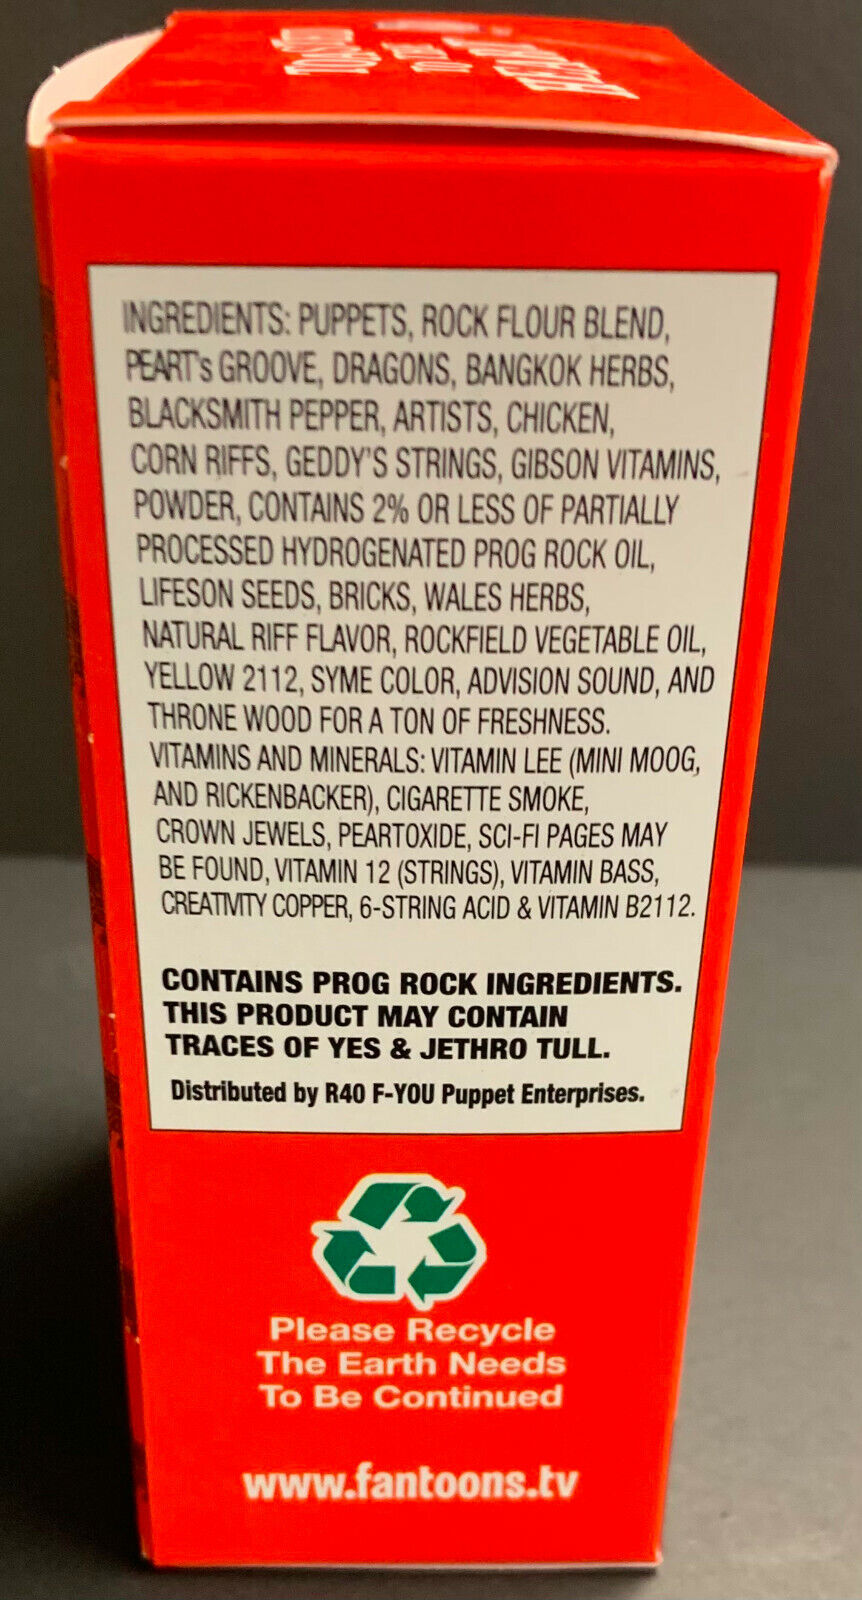 INGREDIENTS: PUPPETS, ROCK FLOUR BLEND,
PEART's GROOVE, DRAGONS, BANGKOK HERBS,
BLACKSMITH PEPPER, ARTISTS, CHICKEN,
CORN RIFFS, GEDDY'S STRINGS, GIBSON VITAMINS,
POWDER, CONTAINS 2% OR LESS OF PARTIALLY
PROCESSED HYDROGENATED PROG ROCK OIL,
LIFESON SEEDS, BRICKS, WALES HERBS,
NATURAL RIFF FLAVOR, ROCKFIELD VEGETABLE OIL,
YELLOW 2112, SYME COLOR, ADVISION SOUND, AND
THRONE WOOD FOR A TON OF FRESHNESS.
VITAMINS AND MINERALS: VITAMIN LEE (MINI MOOG,
AND RICKENBACKER), CIGARETTE SMOKE,
CROWN JEWELS, PEARTOXIDE, SCI-FI PAGES MAY
BE FOUND, VITAMIN 12 (STRINGS), VITAMIN BASS,
CREATIVITY COPPER, 6-STRING ACID & VITAMIN B2112.
CONTAINS PROG ROCK INGREDIENTS.
THIS PRODUCT MAY CONTAIN
TRACES OF YES & JETHRO TULL.
Distributed by R40 F-YOU Puppet Enterprises.
Please Recycle
The Earth Needs
To Be Continued
www.fantoons.tv